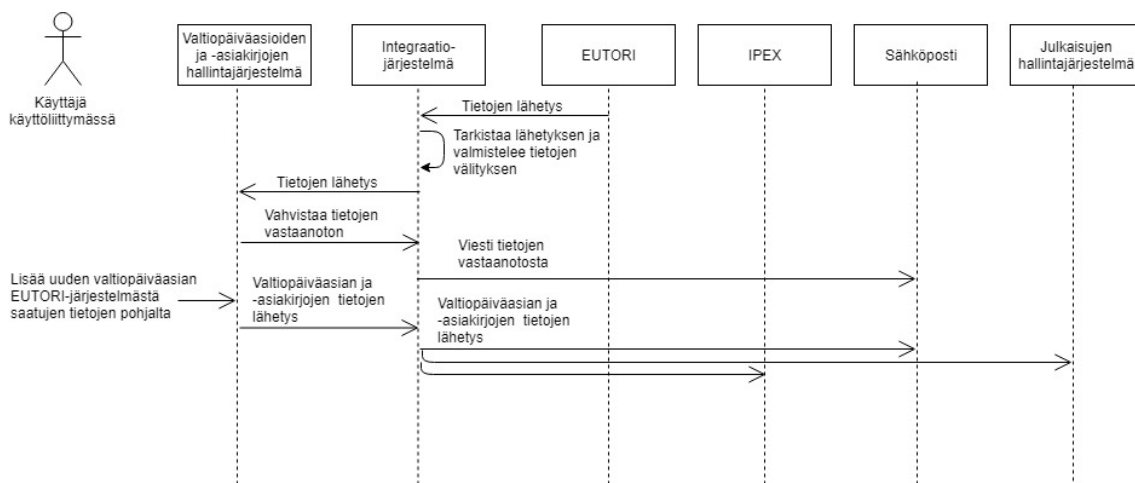 Käyttäjä
käyttöliittymässä
Valtiopäiväasioiden
ja -asiakirjojen
hallintajärjestelmä
Integraatio-
järjestelmä
EUTORI
IPEX
Sähköposti
Julkaisujen
hallintajärjestelmä
Tietojen lähetys
Tarkistaa lähetyksen ja
valmistelee tietojen
välityksen
Tietojen lähetys
Vahvistaa tietojen
vastaanoton
Viesti tietojen
vastaanotosta
Lisää uuden valtiopäiväasian
EUTORI-järjestelmästä
saatujen tietojen pohjalta
Valtiopäiväasian ja
-asiakirjojen tietojen
lähetys
Valtiopäiväasian ja
-asiakirjojen tietojen
lähetys